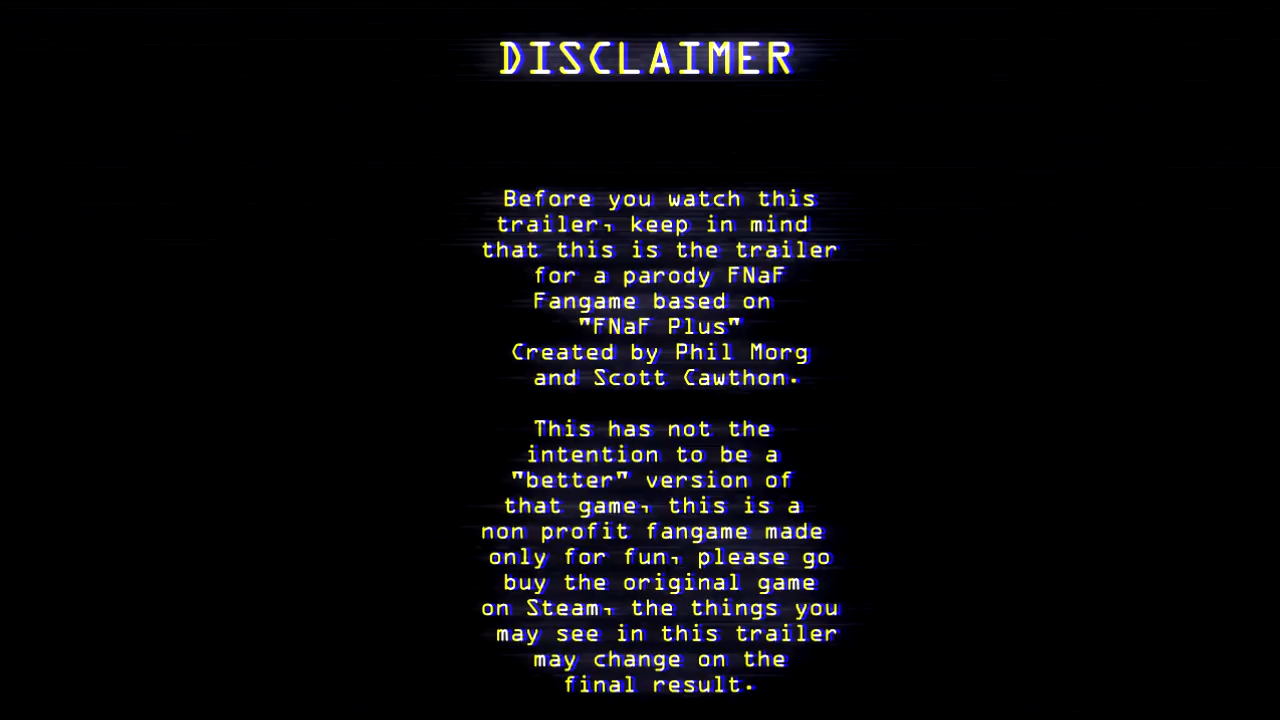 DISCLAIMER
Before you watch this
trailer, keep in mind
that this is the trailer
for a parody FNaF
Fangame based on
"FNaF Plus"
Created by Phil Morg
and Scott Cawthon.
This has not the
intention to be a
"better" version of
that game, this is a
non profit fangame made
only for fun, please go
buy the original game
on Steam, the things you
may see in this trailer
may change on the
final result.